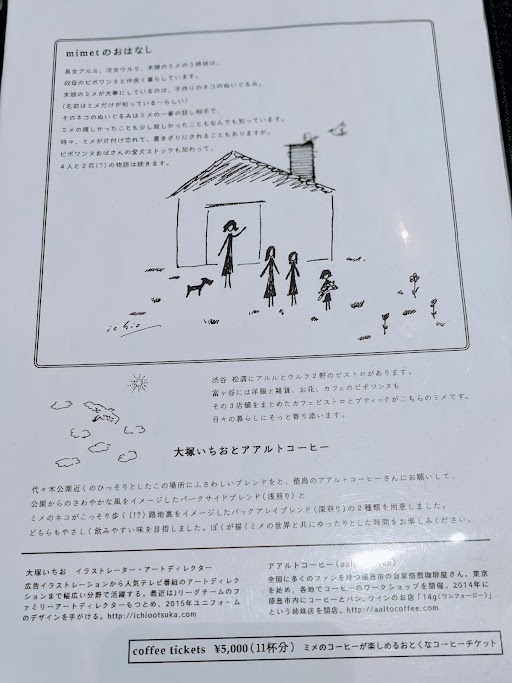 mimetのおはなし
長女アルル、次女ウルラ、末娘のミメの3姉妹は、
叔母のピボワンヌと仲良く暮らしています。
末娘のミメが大事にしているのは、手作りのネコのぬいぐるみ。
(名前はミメだけが知っているーらしい)
そのネコのぬいぐるみはミメの一番の話し相手で、
ミメの嬉しかったことも少し寂しかったこともなんでも知っています。
時々、ミメが片付け忘れて、置きざりにされることもありますが。
ピボワンヌおばさんの愛犬ストックも加わって、
4人と2匹(?)の物語は続きます。
ichio
渋谷 松濤にアルルとウルラ2軒のビストロがあります。
富ヶ谷には洋服と雑貨、お花、カフェのピボワンヌも
その3店舗をまとめたカフェビストロとブティックがこちらのミメです。
日々の暮らしにそっと寄り添います。
大塚いちおとアアルトコーヒー
代々木公園近くのひっそりとしたこの場所にふさわしいブレンドをと、徳島のアアルトコーヒーさんにお願いして、
公園からのさわやかな風をイメージしたパークサイドブレンド(浅煎り)と
ミメのネコがこっそり歩く(!?)路地裏をイメージしたバックアレイブレンド(深煎り)の2種類を用意しました。
どちらもやさしく飲みやすい味を目指しました。ぼくが描くミメの世界と共にゆったりとした時間をお楽しみください。
大塚いちお イラストレーター・アートディレクター
広告イラストレーションから人気テレビ番組のアートディレク
ションまで幅広い分野で活躍する。最近はJリーグチームのフ
ァミリーアートディレクターもつとめ、2015年ユニフォーム
のデザインを手がける。http://ichiootsuka.com
アアルトコーヒー(aalto coffee)
全国に多くのファンを持つ徳島市の自家焙煎珈琲屋さん。東京
を始め、各地でコーヒーのワークショップを開催。2014年に
徳島市内にコーヒーとパン、ワインのお店「14g(ワンフォージー)」
という姉妹店を開店。http://aaltocoffee.com
coffee tickets ¥5,000(11杯分) ミメのコーヒーが楽しめるおとくなコーヒーチケット